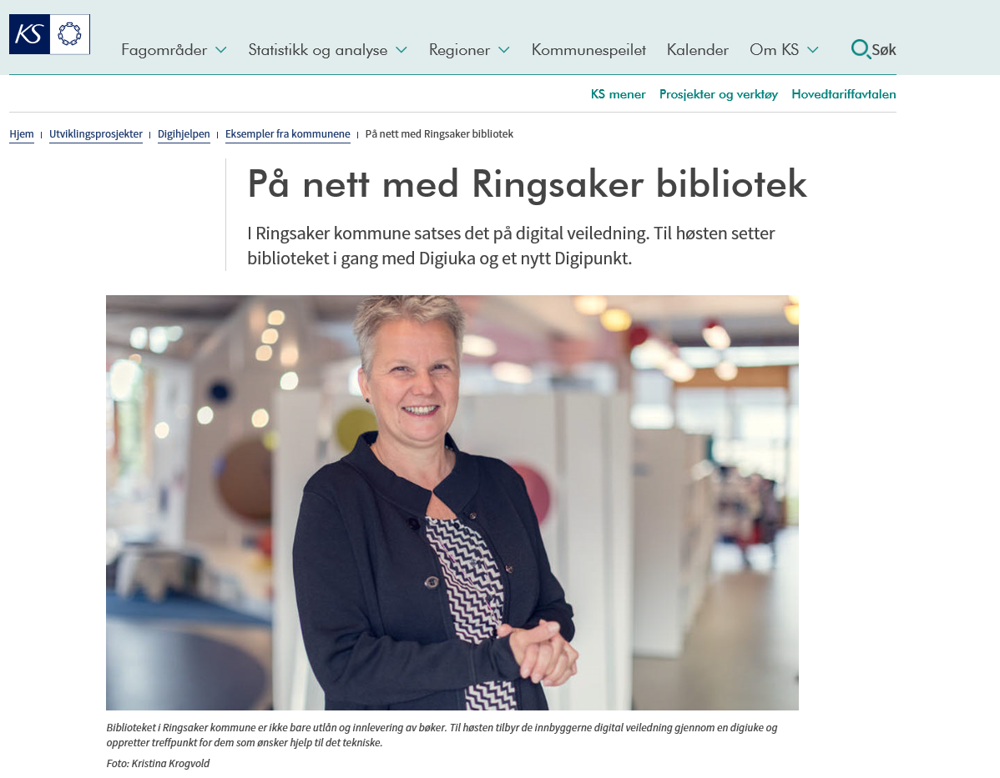 KS
Fagområder
Statistikk og analyse
Regioner
Kommunespeilet
Kalender
Om KS
Søk
KS mener
Prosjekter og verktøy
Hovedtariffavtalen
Hjem
Utviklingsprosjekter
Digihjelpen
Eksempler fra kommunene
På nett med Ringsaker bibliotek
På nett med Ringsaker bibliotek
I Ringsaker kommune satses det på digital veiledning. Til høsten setter
biblioteket i gang med Digiuka og et nytt Digipunkt.
Biblioteket i Ringsaker kommune er ikke bare utlån og innlevering av bøker. Til høsten tilbyr de innbyggerne digital veiledning gjennom en digiuke og
oppretter treffpunkt for dem som ønsker hjelp til det tekniske.
Foto: Kristina Krogvold